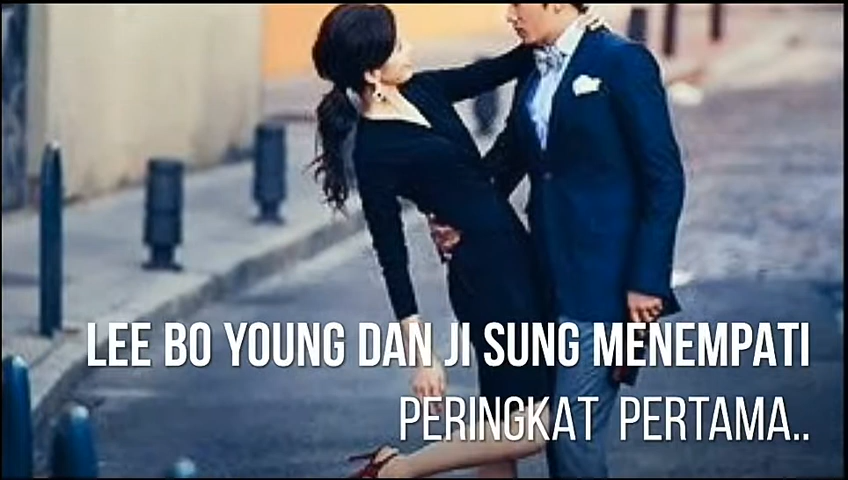 LEE BO YOUNG DAN JI SUNG MENEMPATI
PERINGKAT PERTAMA..